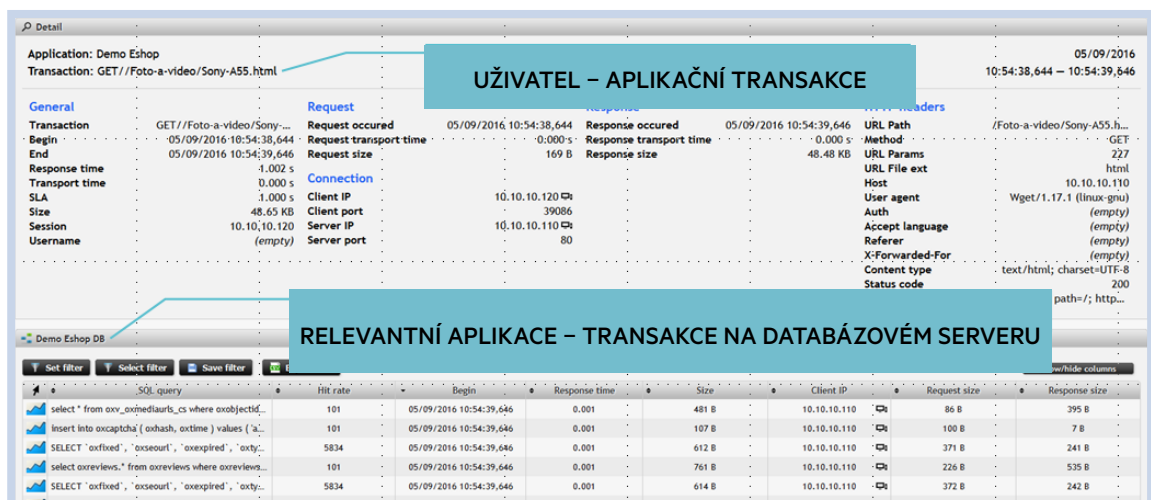 Detail
Application: Demo Eshop
05/09/2016
Transaction: GET//Foto-a-video/Sony-A55.html
10:54:38,644 — 10:54:39,646
UŽIVATEL – APLIKAČNÍ TRANSAKCE
General
Transaction GET//Foto-a-video/Sony-...
Begin 05/09/2016 10:54:38,644
End 05/09/2016 10:54:39,646
Response time 1.002 s
Transport time 0.000 s
SLA 1.000 s
Size 48.65 KB
Session 10.10.10.120
Username (empty)
Request
Request occured 05/09/2016 10:54:38,644
Request transport time 0.000 s
Request size 169 B
Connection
Client IP 10.10.10.120
Client port 39086
Server IP 10.10.10.110
Server port 80
Response
Response occured 05/09/2016 10:54:39,646
Response transport time 0.000 s
Response size 48.48 KB
HTTP headers
URL Path /Foto-a-video/Sony-A55.h...
Method GET
URL Params 227
URL File ext html
Host 10.10.10.110
User agent Wget/1.17.1 (linux-gnu)
Auth (empty)
Accept language (empty)
Referer (empty)
X-Forwarded-For (empty)
Content type text/html; charset=UTF-8
Status code 200
path=/; http...
RELEVANTNÍ APLIKACE – TRANSAKCE NA DATABÁZOVÉM SERVERU
Demo Eshop DB
Set filter Select filter Save filter
w/hide columns
SQL query Hit rate Begin Response time Size Client IP Request size Response size
select * from oxv_oxmediaurls_cs where oxobjectid... 101 05/09/2016 10:54:39,646 0.001 481 B 10.10.10.110 86 B 395 B
insert into oxcaptcha ( oxhash, oxtime ) values ( 'a... 101 05/09/2016 10:54:39,646 0.001 107 B 10.10.10.110 100 B 7 B
SELECT `oxfixed`, `oxseourl`, `oxexpired`, `oxty... 5834 05/09/2016 10:54:39,646 0.001 612 B 10.10.10.110 371 B 241 B
select oxreviews.* from oxreviews where oxreviews... 101 05/09/2016 10:54:39,646 0.001 761 B 10.10.10.110 226 B 535 B
SELECT `oxfixed`, `oxseourl`, `oxexpired`, `oxty... 5834 05/09/2016 10:54:39,646 0.001 614 B 10.10.10.110 372 B 242 B